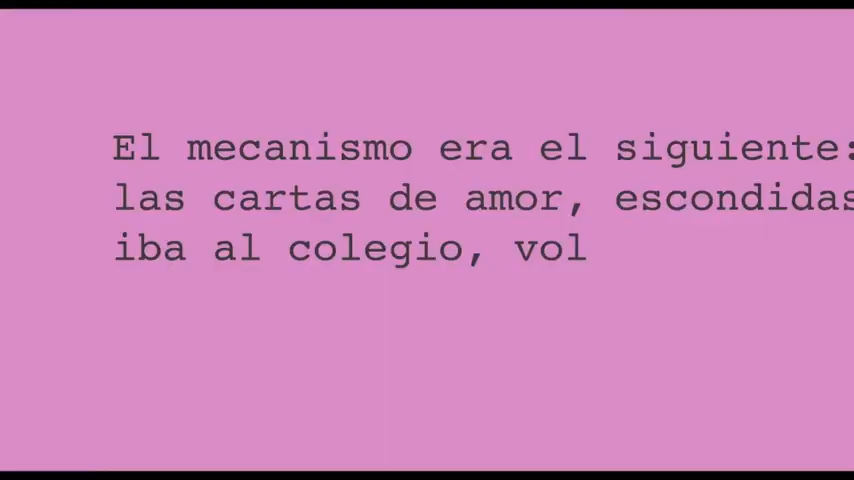 El mecanismo era el siguiente:
las cartas de amor, escondidas
iba al colegio, vol